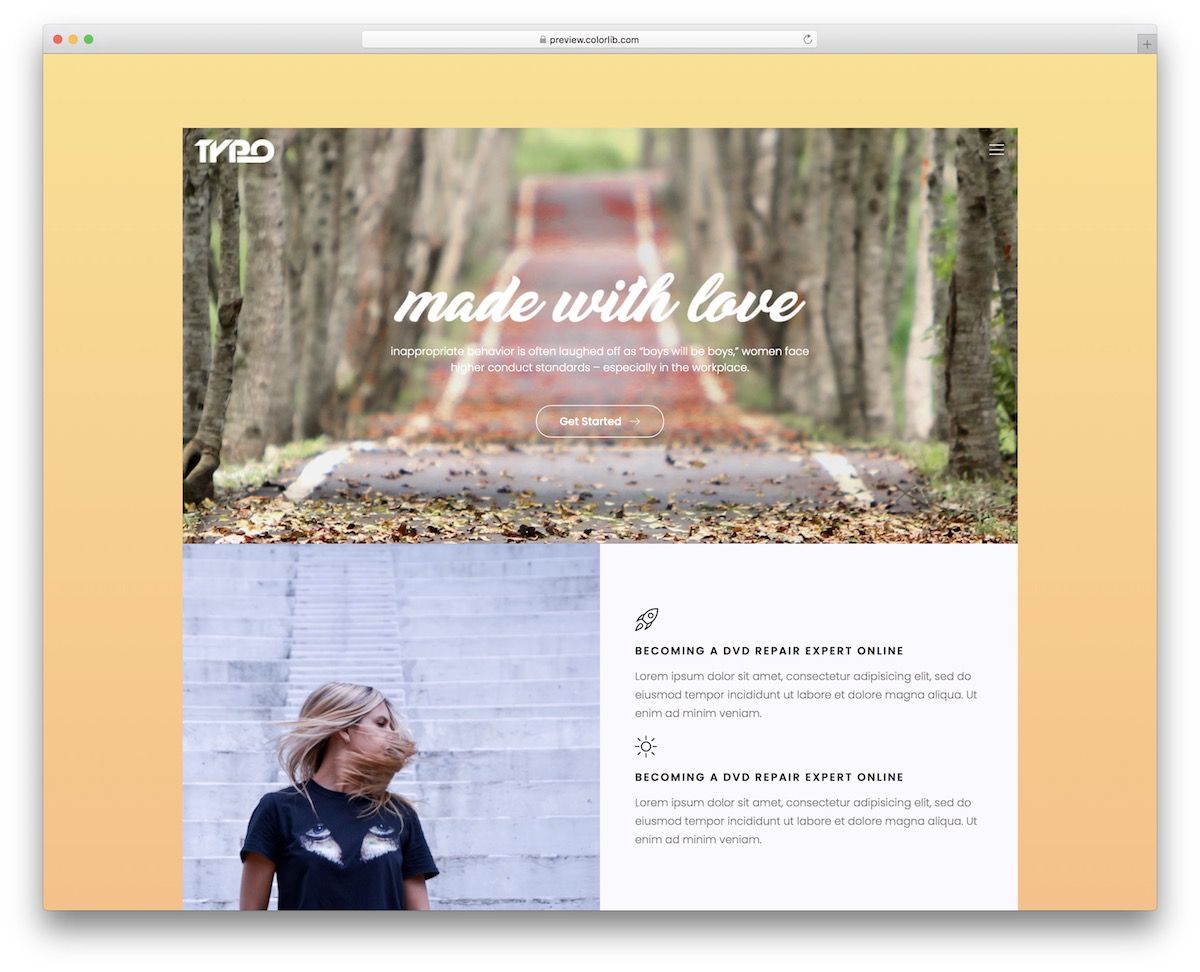 preview.colorlib.com
TYPO
made with love
inappropriate behavior is often laughed off as “boys will be boys,” women face
higher conduct standards – especially in the workplace.
Get Started →
BECOMING A DVD REPAIR EXPERT ONLINE
Lorem ipsum dolor sit amet, consectetur adipisicing elit, sed do
eiusmod tempor incididunt ut labore et dolore magna aliqua. Ut
enim ad minim veniam.
BECOMING A DVD REPAIR EXPERT ONLINE
Lorem ipsum dolor sit amet, consectetur adipisicing elit, sed do
eiusmod tempor incididunt ut labore et dolore magna aliqua. Ut
enim ad minim veniam.